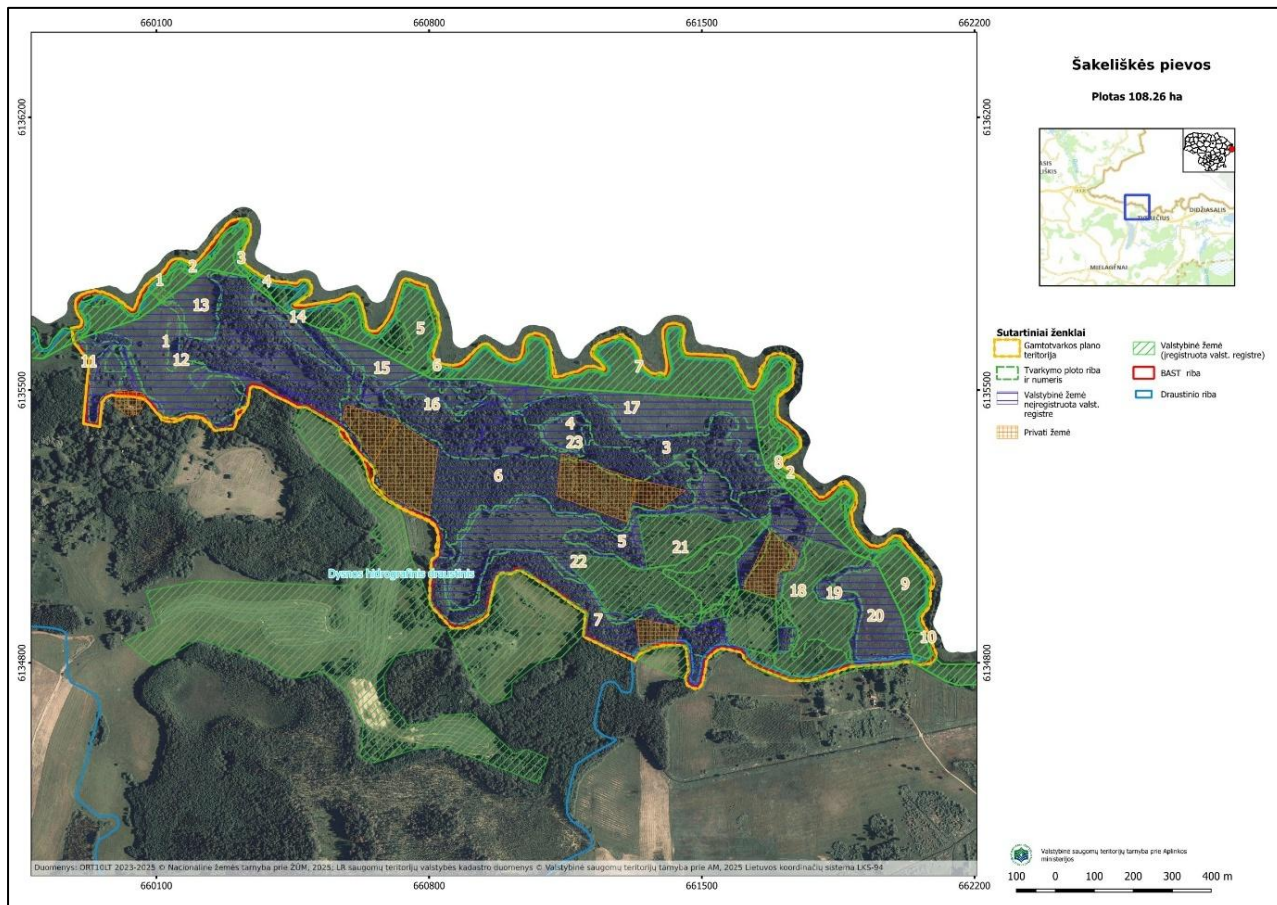 660100
660800
661500
662200
6136200
6135500
6134800
6136200
6135500
6134800
1
2
3
4
13
14
5
11
1
12
15
6
7
16
17
4
23
3
8
2
6
5
21
22
9
18
19
20
7
10
Dysnos hidrografinis draustinis
Duomenys: ORT10LT 2023-2025 © Nacionalinė žemės tarnyba prie ŽŪM, 2025; LR saugomų teritorijų valstybės kadastro duomenys © Valstybinė saugomų teritorijų tarnyba prie AM, 2025 Lietuvos koordinačių sistema LKS-94
660100
660800
661500
662200
Šakeliškės pievos
Plotas 108.26 ha
DIDŽIASALIS
MIELAGĖNAI
Sutartiniai ženklai
Gamtotvarkos plano
teritorija
Tvarkymo ploto riba
ir numeris
Valstybinė žemė
neįregistruota valst.
registre
Privati žemė
Valstybinė žemė
(įregistruota valst. registre)
BAST riba
Draustinio riba
Valstybinė saugomų teritorijų tarnyba prie Aplinkos
ministerijos
100 0 100 200 300 400 m